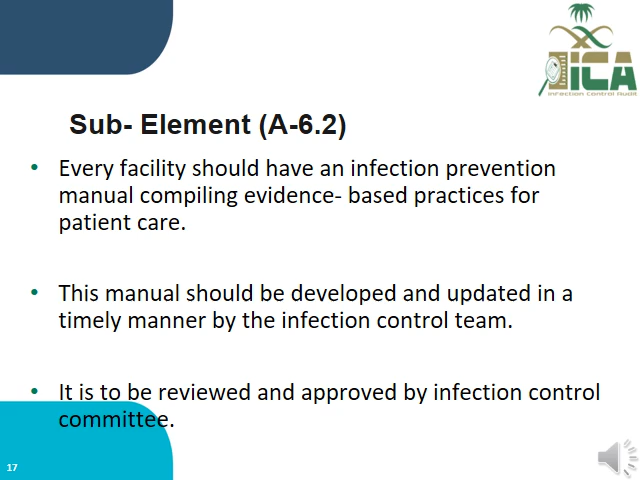 iCA
Infection Control Audit
Sub- Element (A-6.2)
• Every facility should have an infection prevention
manual compiling evidence- based practices for
patient care.
• This manual should be developed and updated in a
timely manner by the infection control team.
• It is to be reviewed and approved by infection control
committee.
17